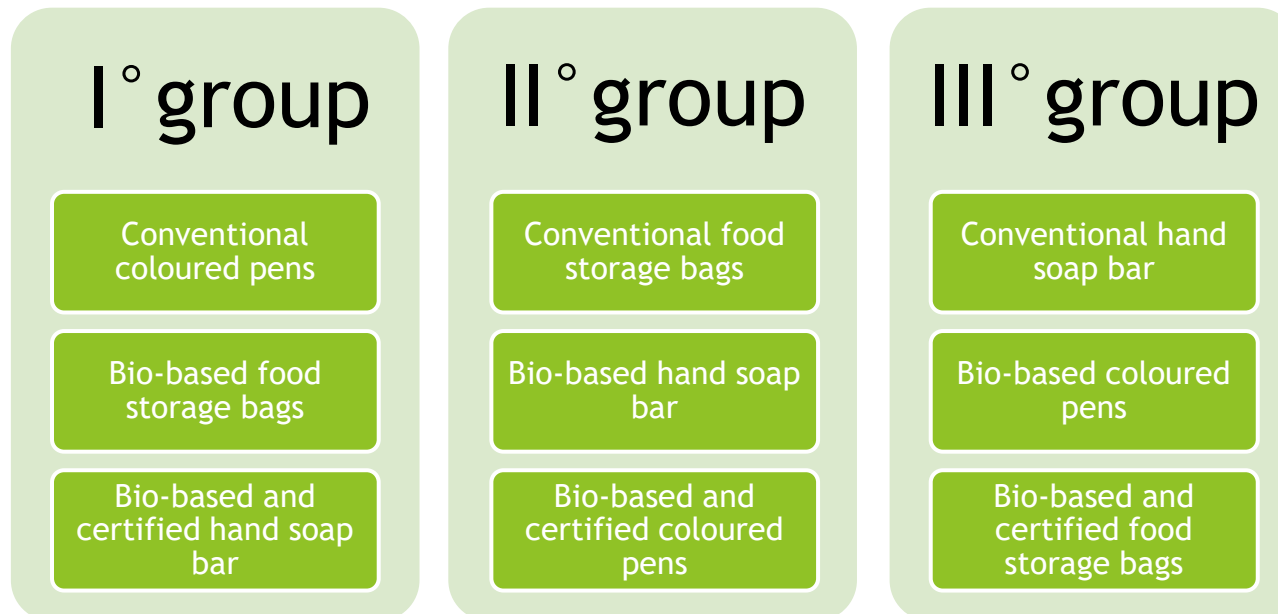 I° group
Conventional
coloured pens
Bio-based food
storage bags
Bio-based and
certified hand soap
bar
II° group
Conventional food
storage bags
Bio-based hand soap
bar
Bio-based and
certified coloured
pens
III° group
Conventional hand
soap bar
Bio-based coloured
pens
Bio-based and
certified food
storage bags